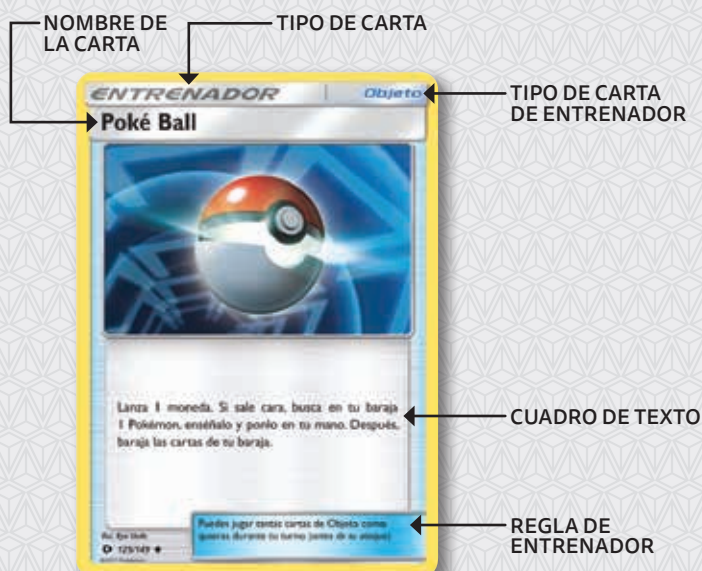 NOMBRE DE
LA CARTA
TIPO DE CARTA
ENTRENADOR
Objeto
TIPO DE CARTA
DE ENTRENADOR
Poké Ball
Lanza 1 moneda. Si sale cara, busca en tu baraja
1 Pokémon, enséñalo y ponlo en tu mano. Después,
baraja las cartas de tu baraja.
CUADRO DE TEXTO
Puedes jugar tantas cartas de Objeto como
quieras durante tu turno (antes de tu ataque).
REGLA DE
ENTRENADOR
125/149